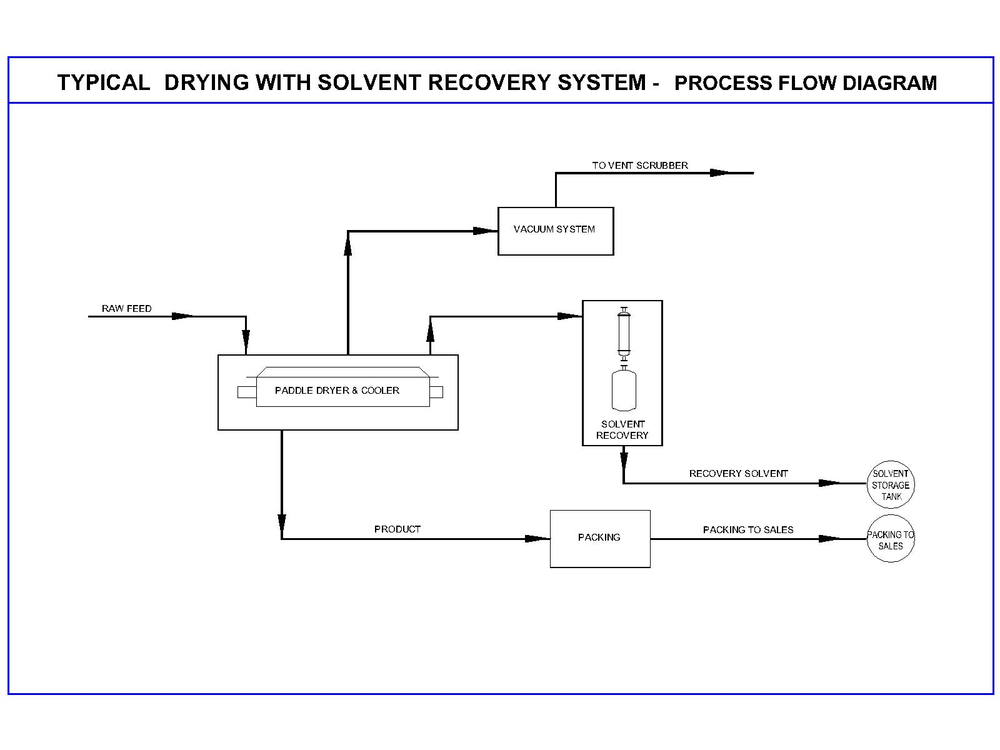 TYPICAL DRYING WITH SOLVENT RECOVERY SYSTEM - PROCESS FLOW DIAGRAM
TO VENT SCRUBBER
VACUUM SYSTEM
RAW FEED
PADDLE DRYER & COOLER
SOLVENT
RECOVERY
RECOVERY SOLVENT
SOLVENT
STORAGE
TANK
PRODUCT
PACKING
PACKING TO SALES
PACKING TO
SALES